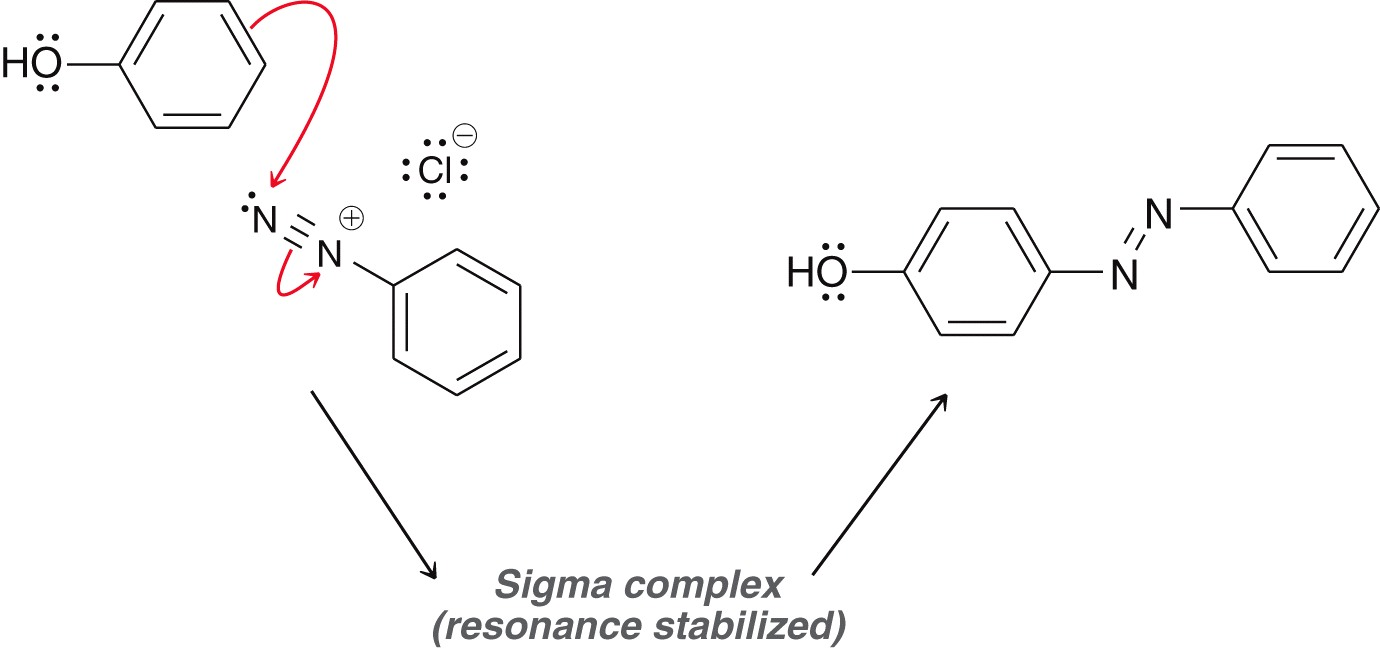 HO
Cl
N
N
N
HO
N
Sigma complex
(resonance stabilized)